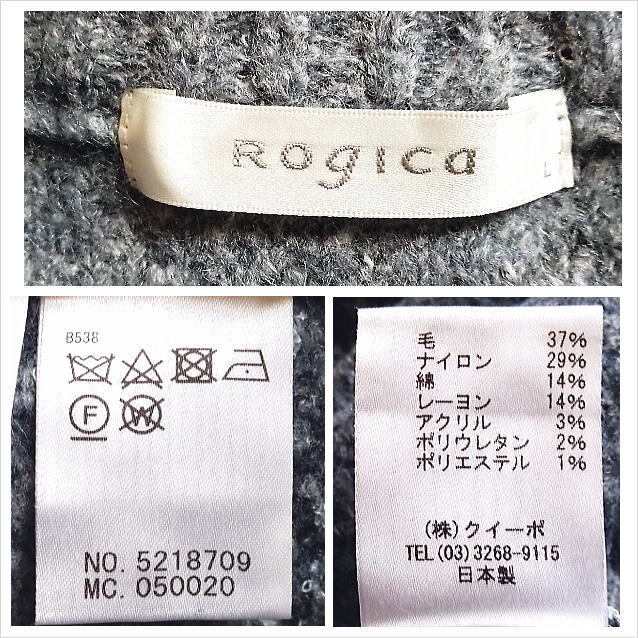 Rogica
L
B538
F W
NO. 5218709
MC. 050020
毛 37%
ナイロン 29%
綿 14%
レーヨン 14%
アクリル 3%
ポリウレタン 2%
ポリエステル 1%
(株)クイーポ
TEL(03)3268-9115
日本製